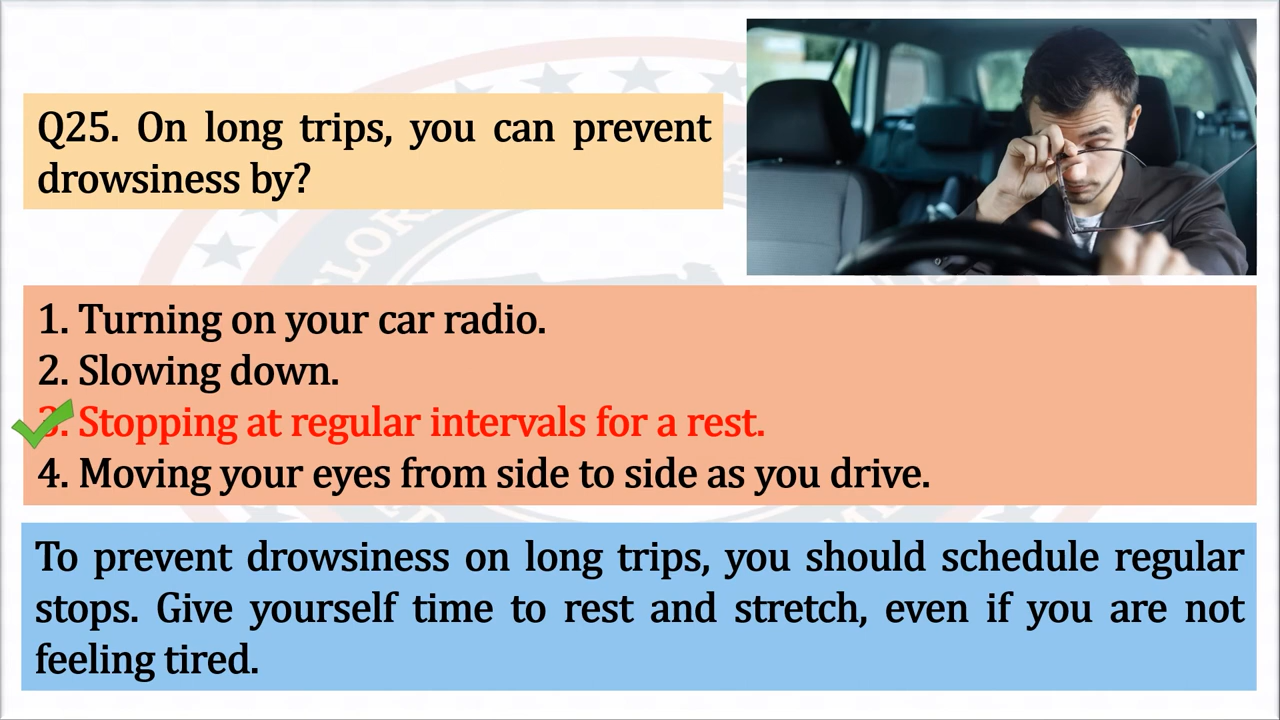 Q25. On long trips, you can prevent
drowsiness by?
1. Turning on your car radio.
2. Slowing down.
3. Stopping at regular intervals for a rest.
4. Moving your eyes from side to side as you drive.
To prevent drowsiness on long trips, you should schedule regular
stops. Give yourself time to rest and stretch, even if you are not
feeling tired.